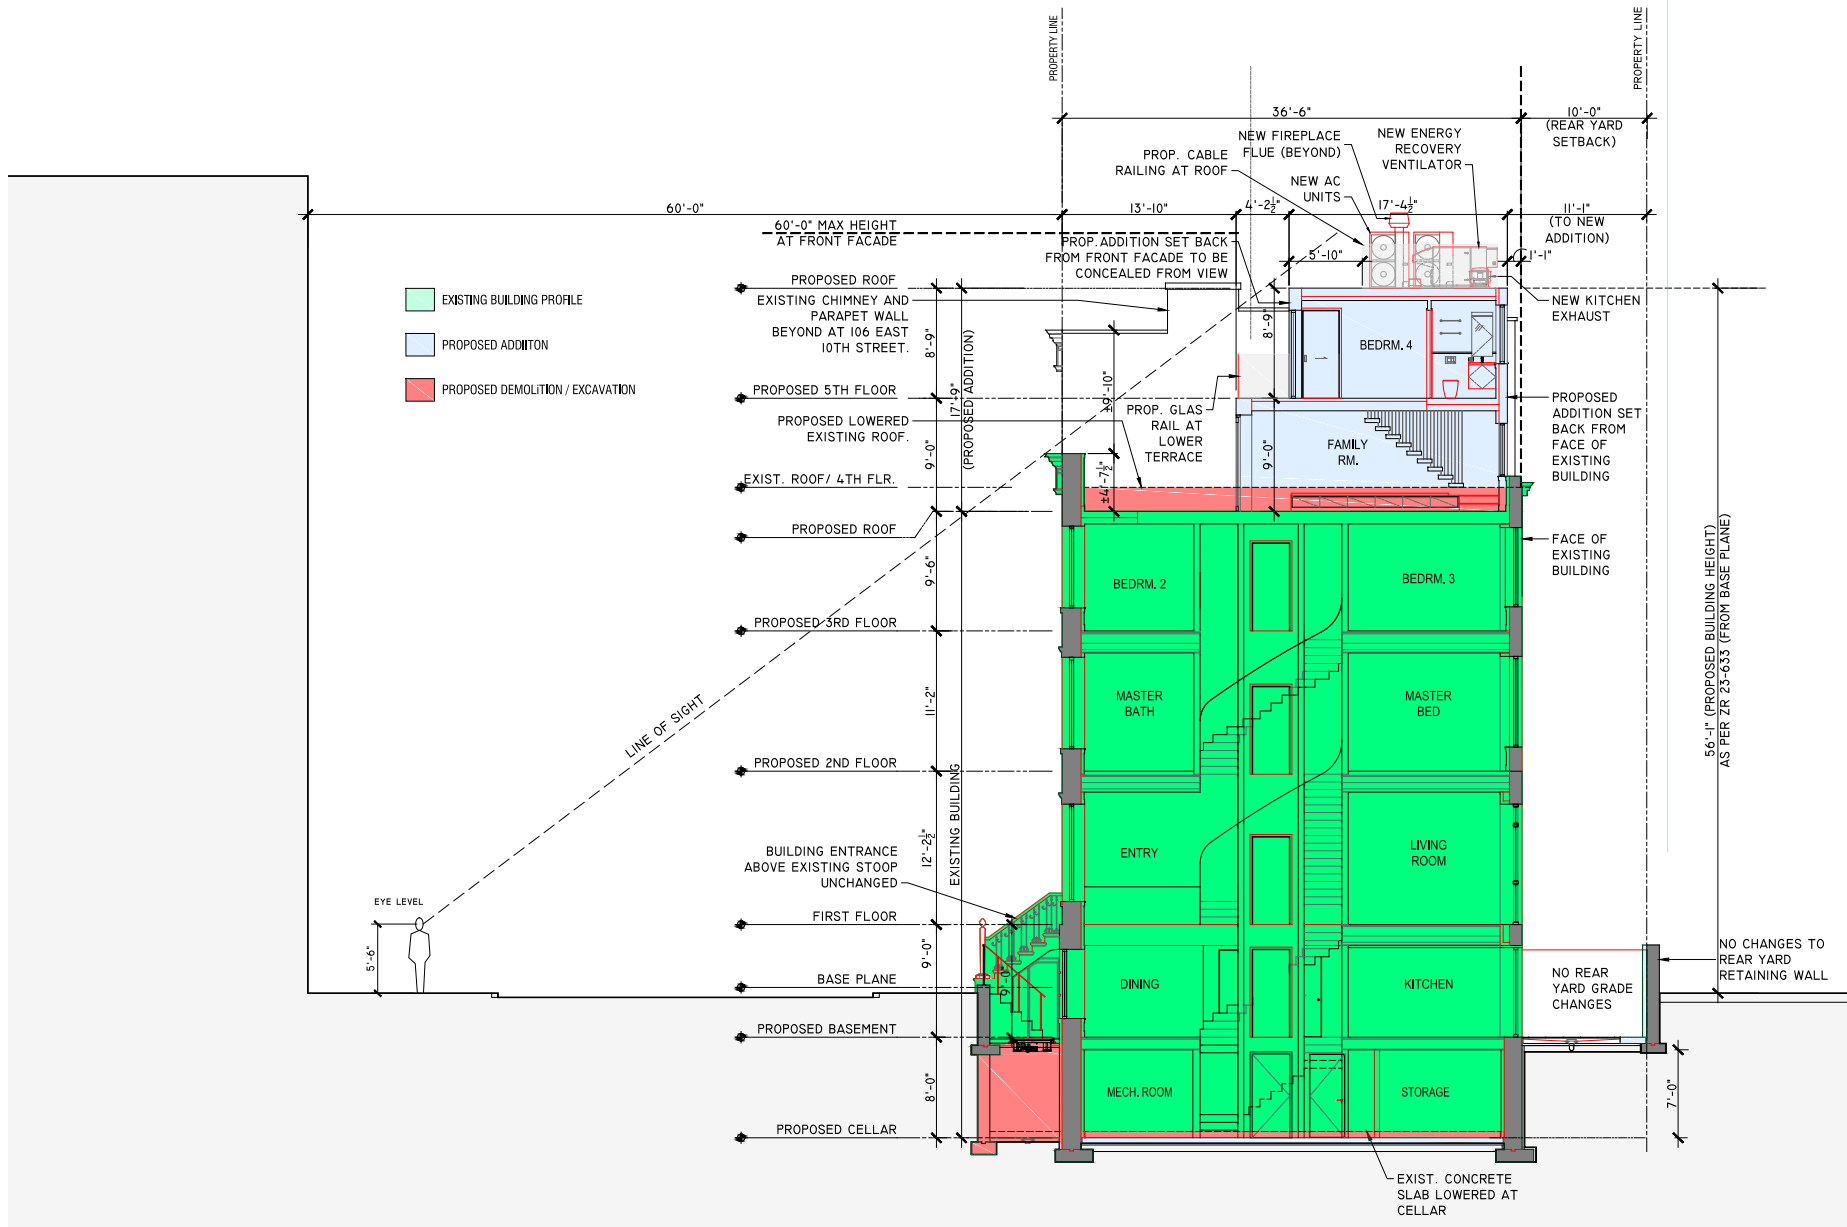 PROPERTY LINE
PROPERTY LINE
36'-6"
10'-0"
(REAR YARD
SETBACK)
NEW FIREPLACE
FLUE (BEYOND)
NEW ENERGY
RECOVERY
VENTILATOR
PROP. CABLE
RAILING AT ROOF
NEW AC
UNITS
60'-0"
13'-10"
4'-2½"
17'-4½"
11'-1"
(TO NEW
ADDITION)
60'-0" MAX HEIGHT
AT FRONT FACADE
PROP. ADDITION SET BACK
FROM FRONT FACADE TO BE
CONCEALED FROM VIEW
5'-10"
1'-1"
PROPOSED ROOF
EXISTING CHIMNEY AND
PARAPET WALL
BEYOND AT 106 EAST
10TH STREET.
NEW KITCHEN
EXHAUST
EXISTING BUILDING PROFILE
PROPOSED ADDIITON
PROPOSED DEMOLITION / EXCAVATION
8'-9"
17'-9"
(PROPOSED ADDITION)
8'-9"
BEDRM. 4
PROPOSED 5TH FLOOR
PROPOSED LOWERED
EXISTING ROOF.
±9'-10"
PROP. GLAS
RAIL AT
LOWER
TERRACE
PROPOSED
ADDITION SET
BACK FROM
FACE OF
EXISTING
BUILDING
9'-0"
9'-0"
FAMILY
RM.
EXIST. ROOF/ 4TH FLR.
±4'-7½"
PROPOSED ROOF
FACE OF
EXISTING
BUILDING
9'-6"
BEDRM. 2
BEDRM. 3
PROPOSED 3RD FLOOR
56'-1" (PROPOSED BUILDING HEIGHT)
AS PER ZR 23-633 (FROM BASE PLANE)
LINE OF SIGHT
11'-2"
MASTER
BATH
MASTER
BED
PROPOSED 2ND FLOOR
EXISTING BUILDING
12'-2½"
BUILDING ENTRANCE
ABOVE EXISTING STOOP
UNCHANGED
ENTRY
LIVING
ROOM
EYE LEVEL
5'-6"
FIRST FLOOR
9'-0"
9'-0"
BASE PLANE
DINING
KITCHEN
NO REAR
YARD GRADE
CHANGES
NO CHANGES TO
REAR YARD
RETAINING WALL
PROPOSED BASEMENT
8'-0"
MECH. ROOM
STORAGE
7'-0"
PROPOSED CELLAR
EXIST. CONCRETE
SLAB LOWERED AT
CELLAR